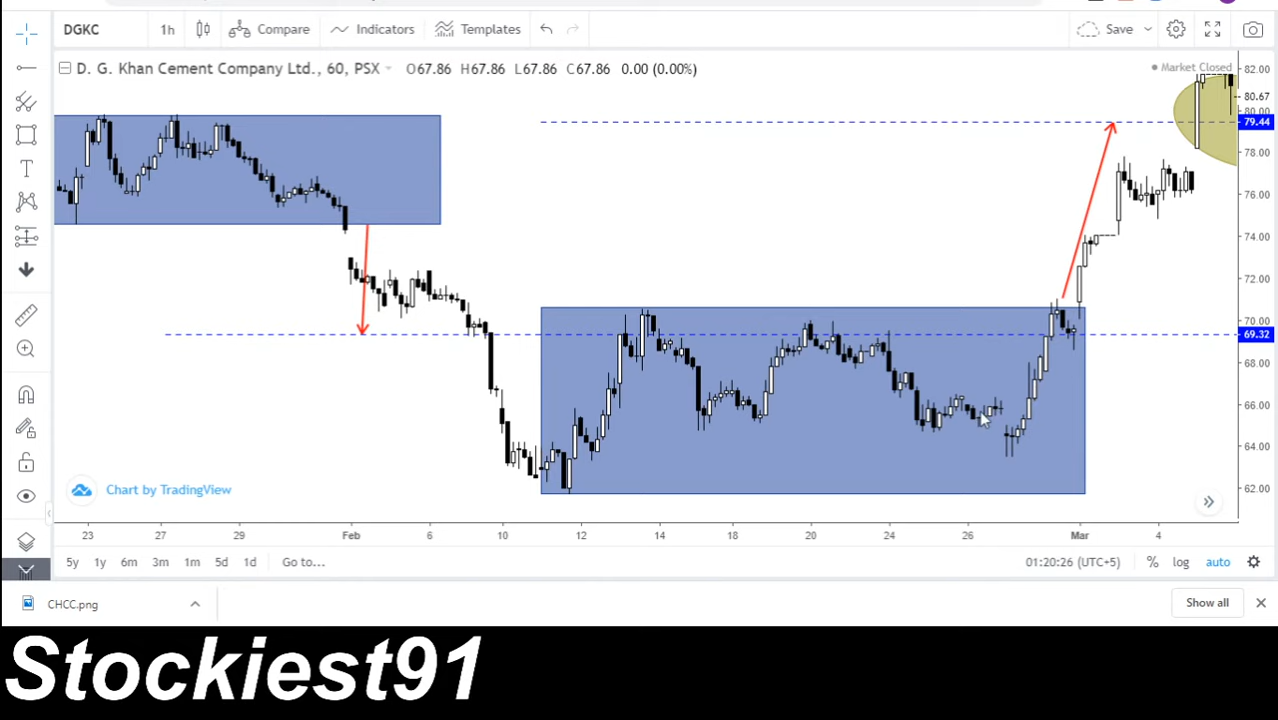 DGKC 1h Compare Indicators Templates Save
D. G. Khan Cement Company Ltd. , 60, PSX O67.86 H67.86 L67.86 C67.86 0.00 (0.00%)
Market Closed
82.00
80.67
80.00
79.44
78.00
76.00
74.00
72.00
70.00
69.32
68.00
66.00
64.00
62.00
Chart by TradingView
23 27 29 Feb 6 10 12 14 18 20 24 26 Mar 4
5y 1y 6m 3m 1m 5d 1d Go to... 01:20:26 (UTC+5) % log auto
CHCC.png Show all
Stockiest91